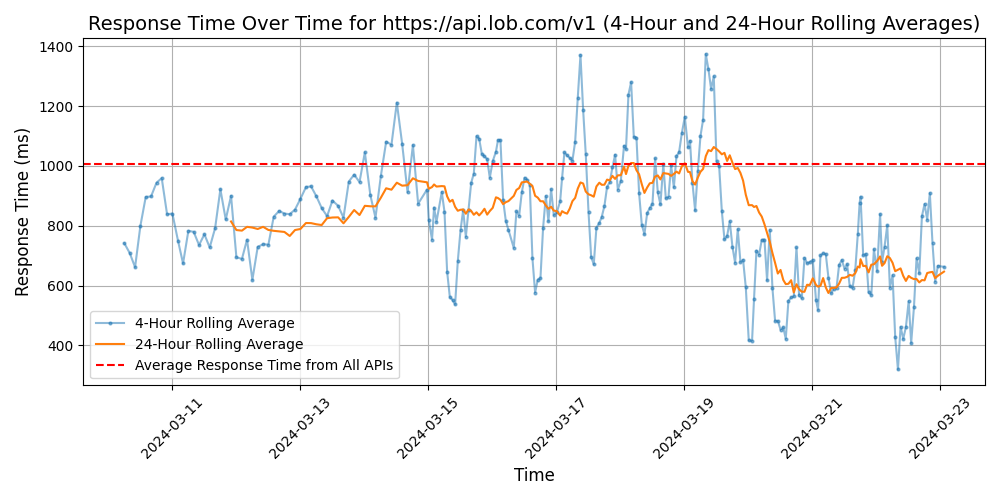 Response Time Over Time for https://api.lob.com/v1 (4-Hour and 24-Hour Rolling Averages)
Response Time (ms)
1400
1200
1000
800
600
400
4-Hour Rolling Average
24-Hour Rolling Average
Average Response Time from All APIs
2024-03-11
2024-03-13
2024-03-15
2024-03-17
2024-03-19
2024-03-21
2024-03-23
Time